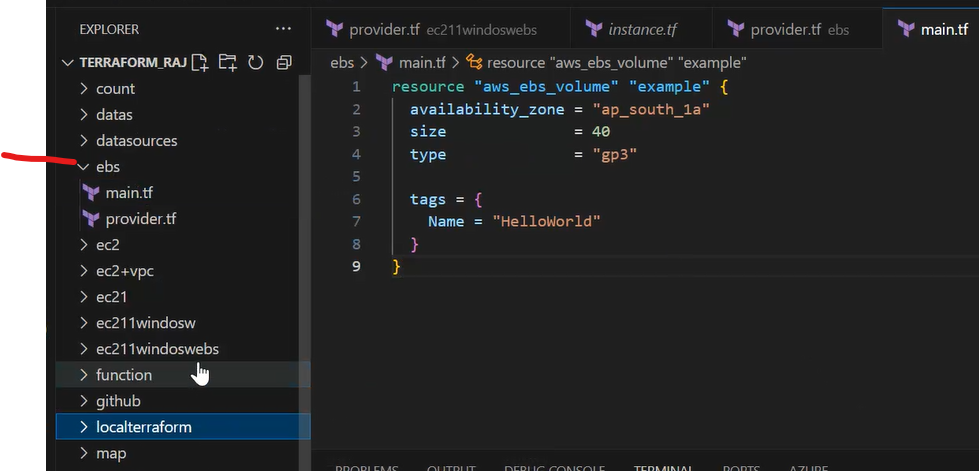 EXPLORER
TERRAFORM_RAJ
count
datas
datasources
ebs
main.tf
provider.tf
ec2
ec2+vpc
ec21
ec211windosw
ec211windoswebs
function
github
localterraform
map
provider.tf ec211windoswebs
instance.tf
provider.tf ebs
main.tf
ebs > main.tf > resource "aws_ebs_volume" "example"
1 resource "aws_ebs_volume" "example" {
2 availability_zone = "ap_south_1a"
3 size = 40
4 type = "gp3"
5
6 tags = {
7 Name = "HelloWorld"
8 }
9 }
PROBLEMS OUTPUT DEBUG CONSOLE TERMINAL PORTS AZURE